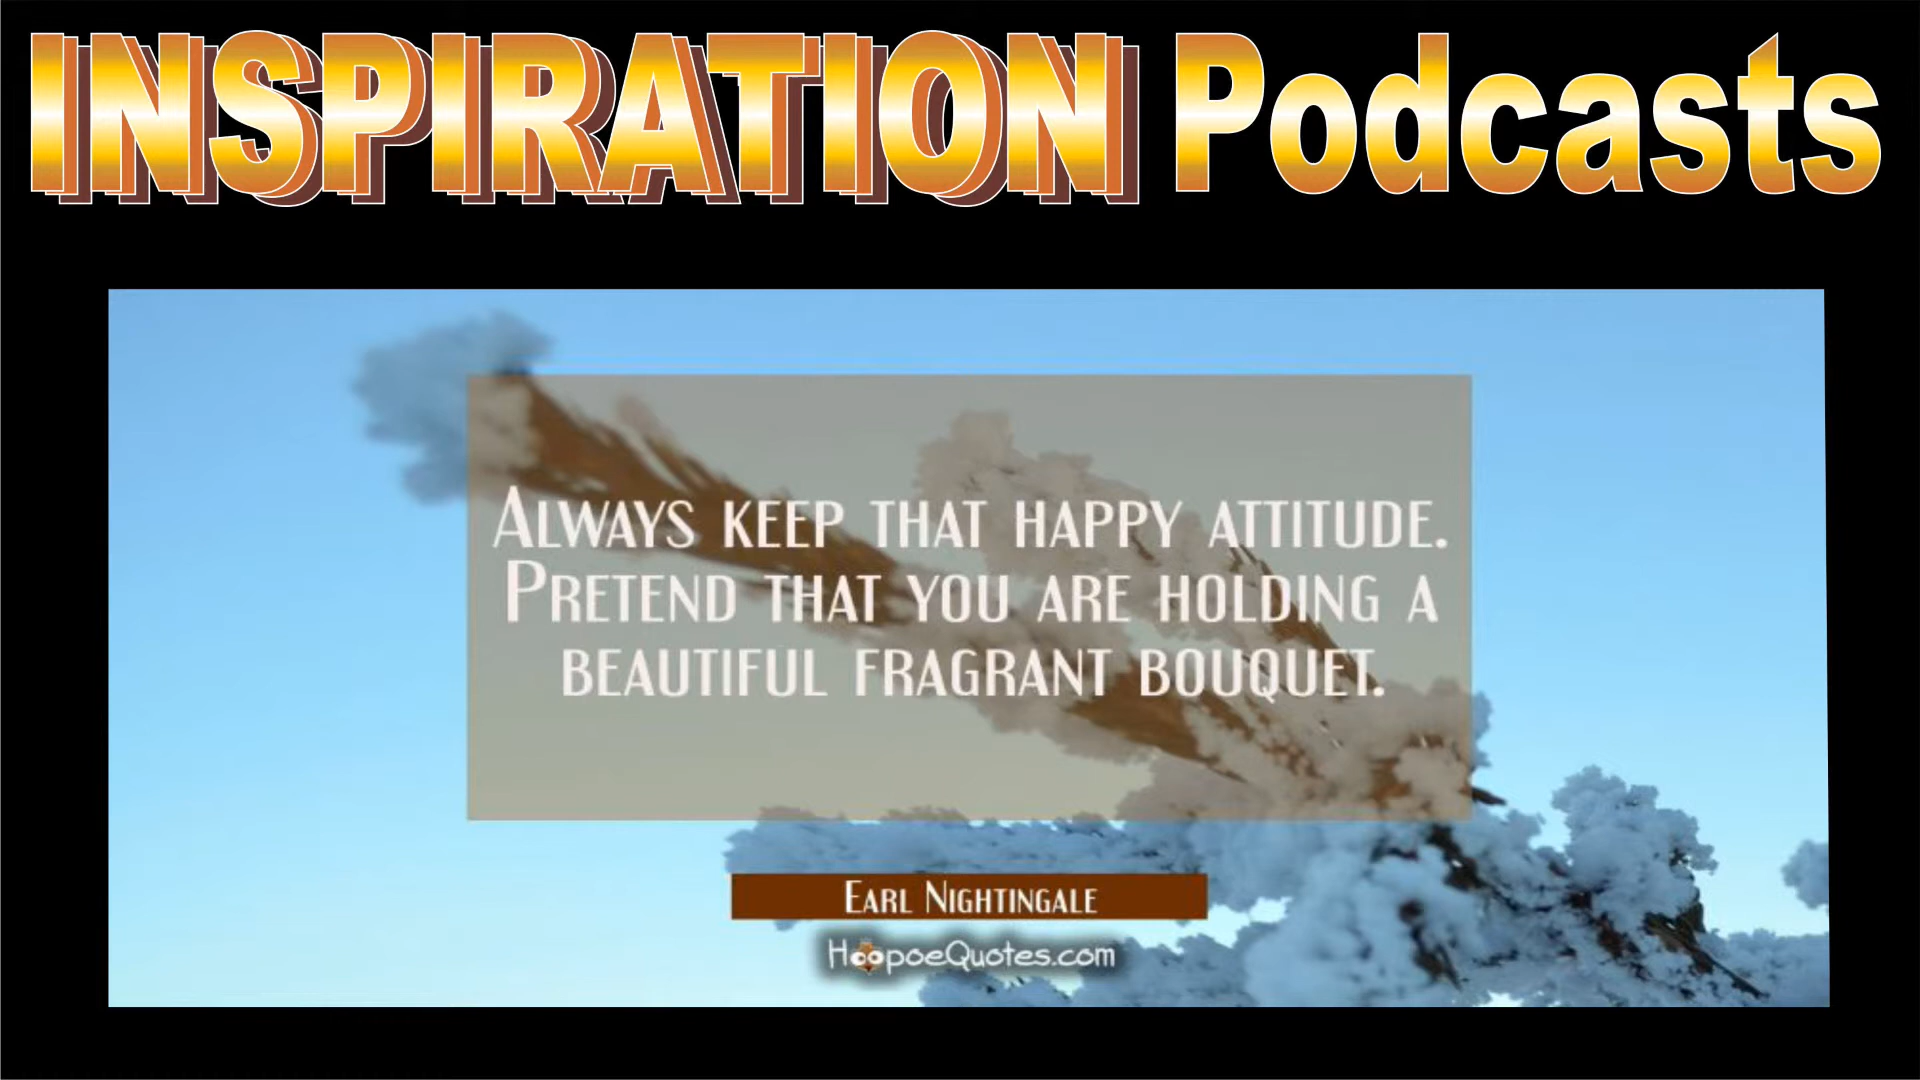 INSPIRATION Podcasts
Always keep that happy attitude.
Pretend that you are holding a
beautiful fragrant bouquet.
Earl Nightingale
HoopoeQuotes.com